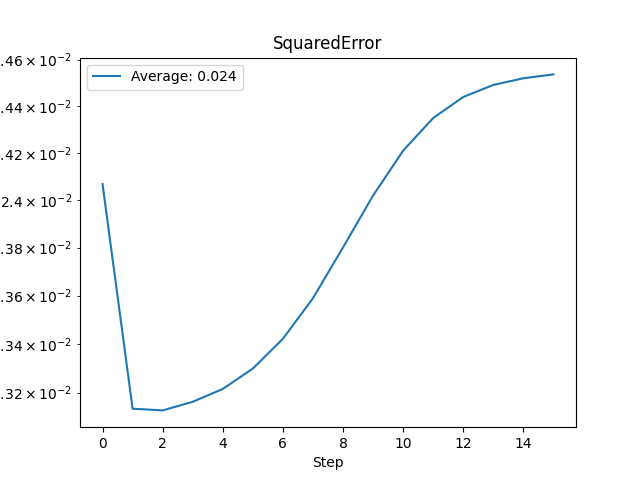 SquaredError
Average: 0.024
.46 × 10⁻²
.44 × 10⁻²
.42 × 10⁻²
2.4 × 10⁻²
.38 × 10⁻²
.36 × 10⁻²
.34 × 10⁻²
.32 × 10⁻²
0 2 4 6 8 10 12 14
Step